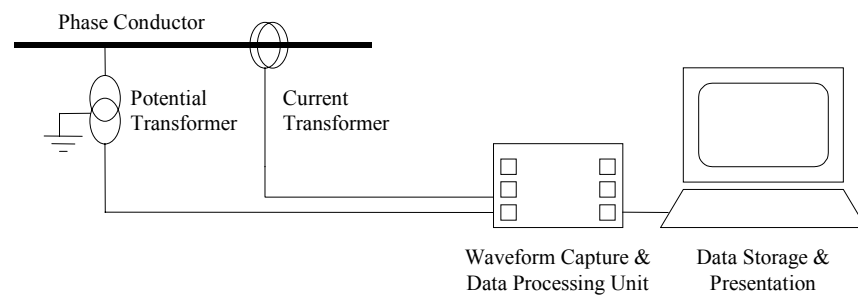 Phase Conductor
Potential
Transformer
Current
Transformer
Waveform Capture &
Data Processing Unit
Data Storage &
Presentation